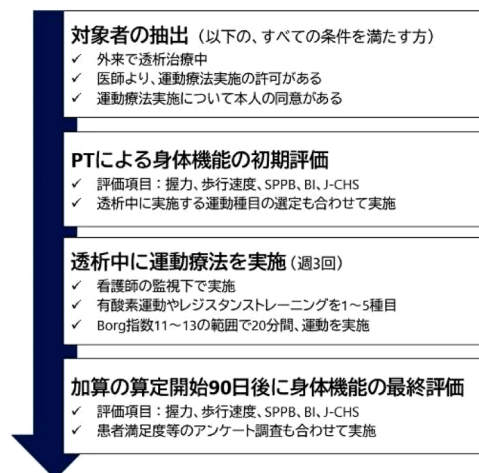 対象者の抽出（以下の、すべての条件を満たす方）
✓ 外来で透析治療中
✓ 医師より、運動療法実施の許可がある
✓ 運動療法実施について本人の同意がある
PTによる身体機能の初期評価
✓ 評価項目：握力、歩行速度、SPPB、BI、J-CHS
✓ 透析中に実施する運動種目の選定も合わせて実施
透析中に運動療法を実施（週3回）
✓ 看護師の監視下で実施
✓ 有酸素運動やレジスタンストレーニングを1～5種目
✓ Borg指数11～13の範囲で20分間、運動を実施
加算の算定開始90日後に身体機能の最終評価
✓ 評価項目：握力、歩行速度、SPPB、BI、J-CHS
✓ 患者満足度等のアンケート調査も合わせて実施